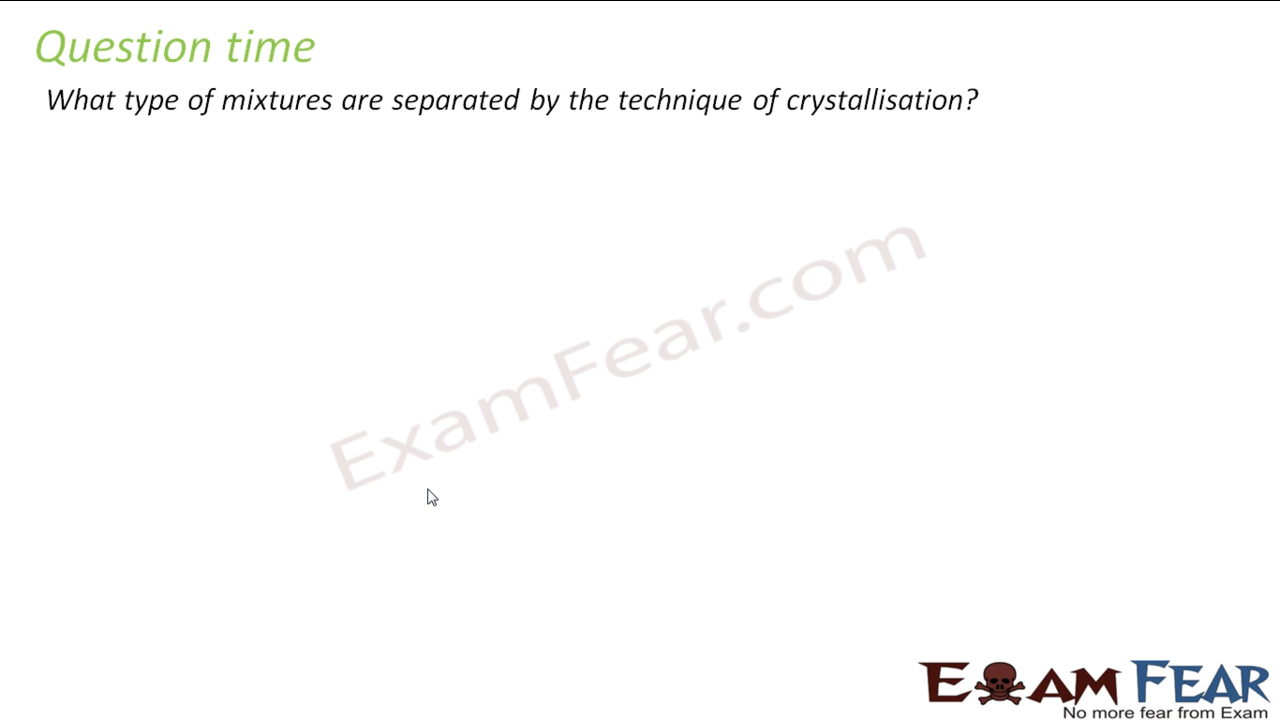 Question time
What type of mixtures are separated by the technique of crystallisation?
ExamFear.com
EXAM FEAR
No more fear from Exam